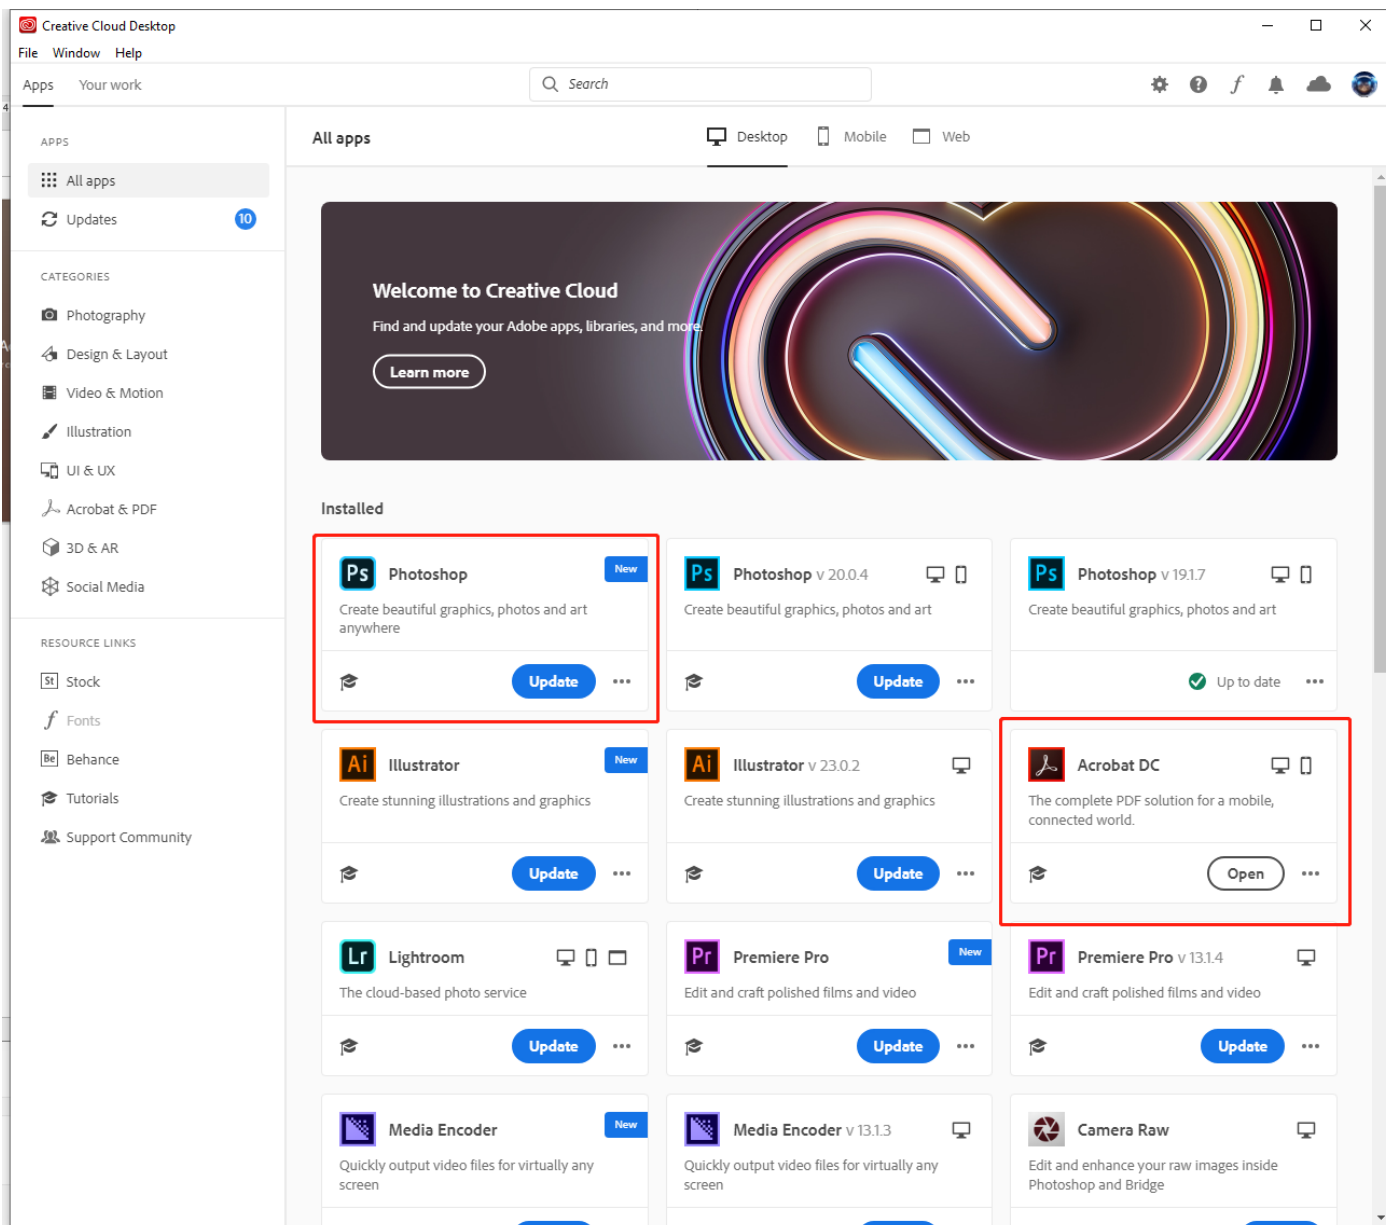 Creative Cloud Desktop
File Window Help
Apps Your work Search
APPS
All apps
Updates 10
CATEGORIES
Photography
Design & Layout
Video & Motion
Illustration
UI & UX
Acrobat & PDF
3D & AR
Social Media
RESOURCE LINKS
St Stock
Fonts
Be Behance
Tutorials
Support Community
All apps Desktop Mobile Web
Welcome to Creative Cloud
Find and update your Adobe apps, libraries, and more.
Learn more
Installed
Ps Photoshop New
Create beautiful graphics, photos and art
anywhere
Update
Ps Photoshop v 20.0.4
Create beautiful graphics, photos and art
Update
Ps Photoshop v 19.1.7
Create beautiful graphics, photos and art
Up to date
Ai Illustrator New
Create stunning illustrations and graphics
Update
Ai Illustrator v 23.0.2
Create stunning illustrations and graphics
Update
Acrobat DC
The complete PDF solution for a mobile,
connected world.
Open
Lr Lightroom
The cloud-based photo service
Update
Pr Premiere Pro New
Edit and craft polished films and video
Update
Pr Premiere Pro v 13.1.4
Edit and craft polished films and video
Update
Media Encoder New
Quickly output video files for virtually any
screen
Media Encoder v 13.1.3
Quickly output video files for virtually any
screen
Camera Raw
Edit and enhance your raw images inside
Photoshop and Bridge